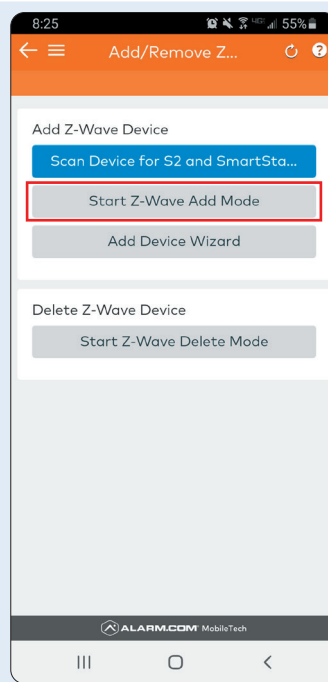 8:25 4G 55%
Add/Remove Z... ?
Add Z-Wave Device
Scan Device for S2 and SmartSta...
Start Z-Wave Add Mode
Add Device Wizard
Delete Z-Wave Device
Start Z-Wave Delete Mode
ALARM.COM® MobileTech